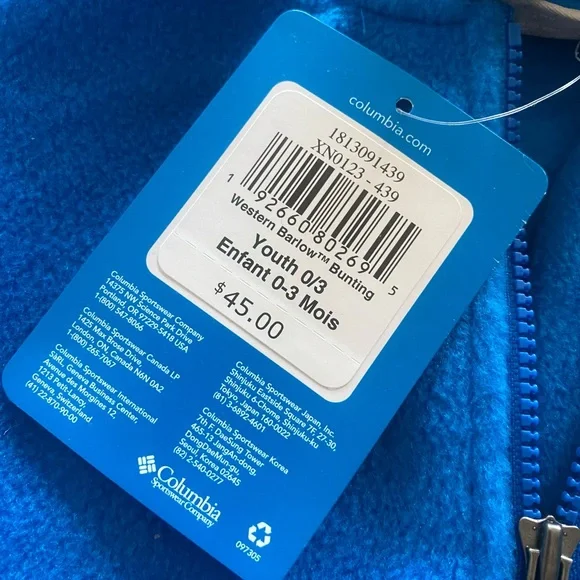 columbia.com
1813091439
XN0123 - 439
1 92660 80269 5
Western Barlow™ Bunting
Youth 0/3
Enfant 0-3 Mois
$45.00
Columbia Sportswear Company
14375 NW Science Park Drive
Portland, OR 97229-5418 USA
1-(800) 547-8066
Columbia Sportswear Canada LP
1425 Max Brose Drive
London, ON, Canada N6N 0A2
1-(800) 265-7067
Columbia Sportswear International
SaRL Geneva Business Center,
Avenue des Morgines 12,
1213 Petit-Lancy
Geneva, Switzerland
(41) 22-870-90-00
Columbia Sportswear Japan, Inc.
Shinjuku Eastside Square 7F, 27-30,
Shinjuku 6-Chome, Shinjuku-ku
Tokyo, Japan 160-0022
(81)3-6892-4601
Columbia Sportswear Korea
7th F, DaeSung Tower
465-13 JangAn-dong,
DongDaeMun-gu,
Seoul, Korea 02645
(82) 2-540-0277
Columbia
Sportswear Company
097305